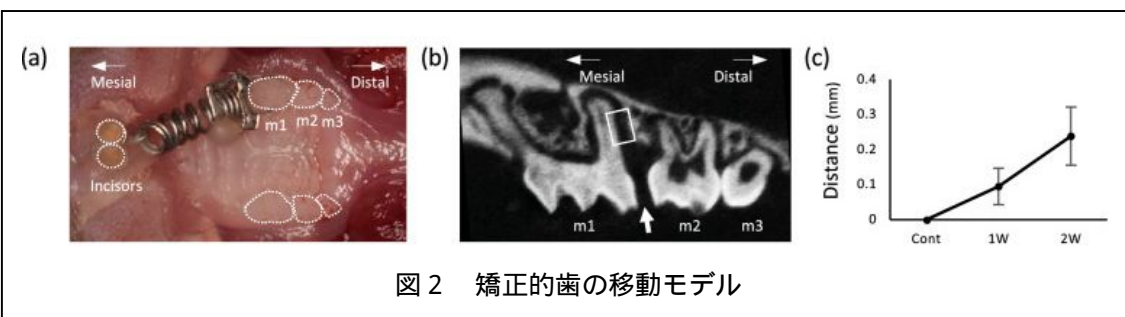 (a)
Mesial
Distal
m1
m2
m3
Incisors
(b)
Mesial
Distal
m1
m2
m3
(c)
Distance (mm)
0.4
0.3
0.2
0.1
0
Cont
1W
2W
図 2 矯正的歯の移動モデル